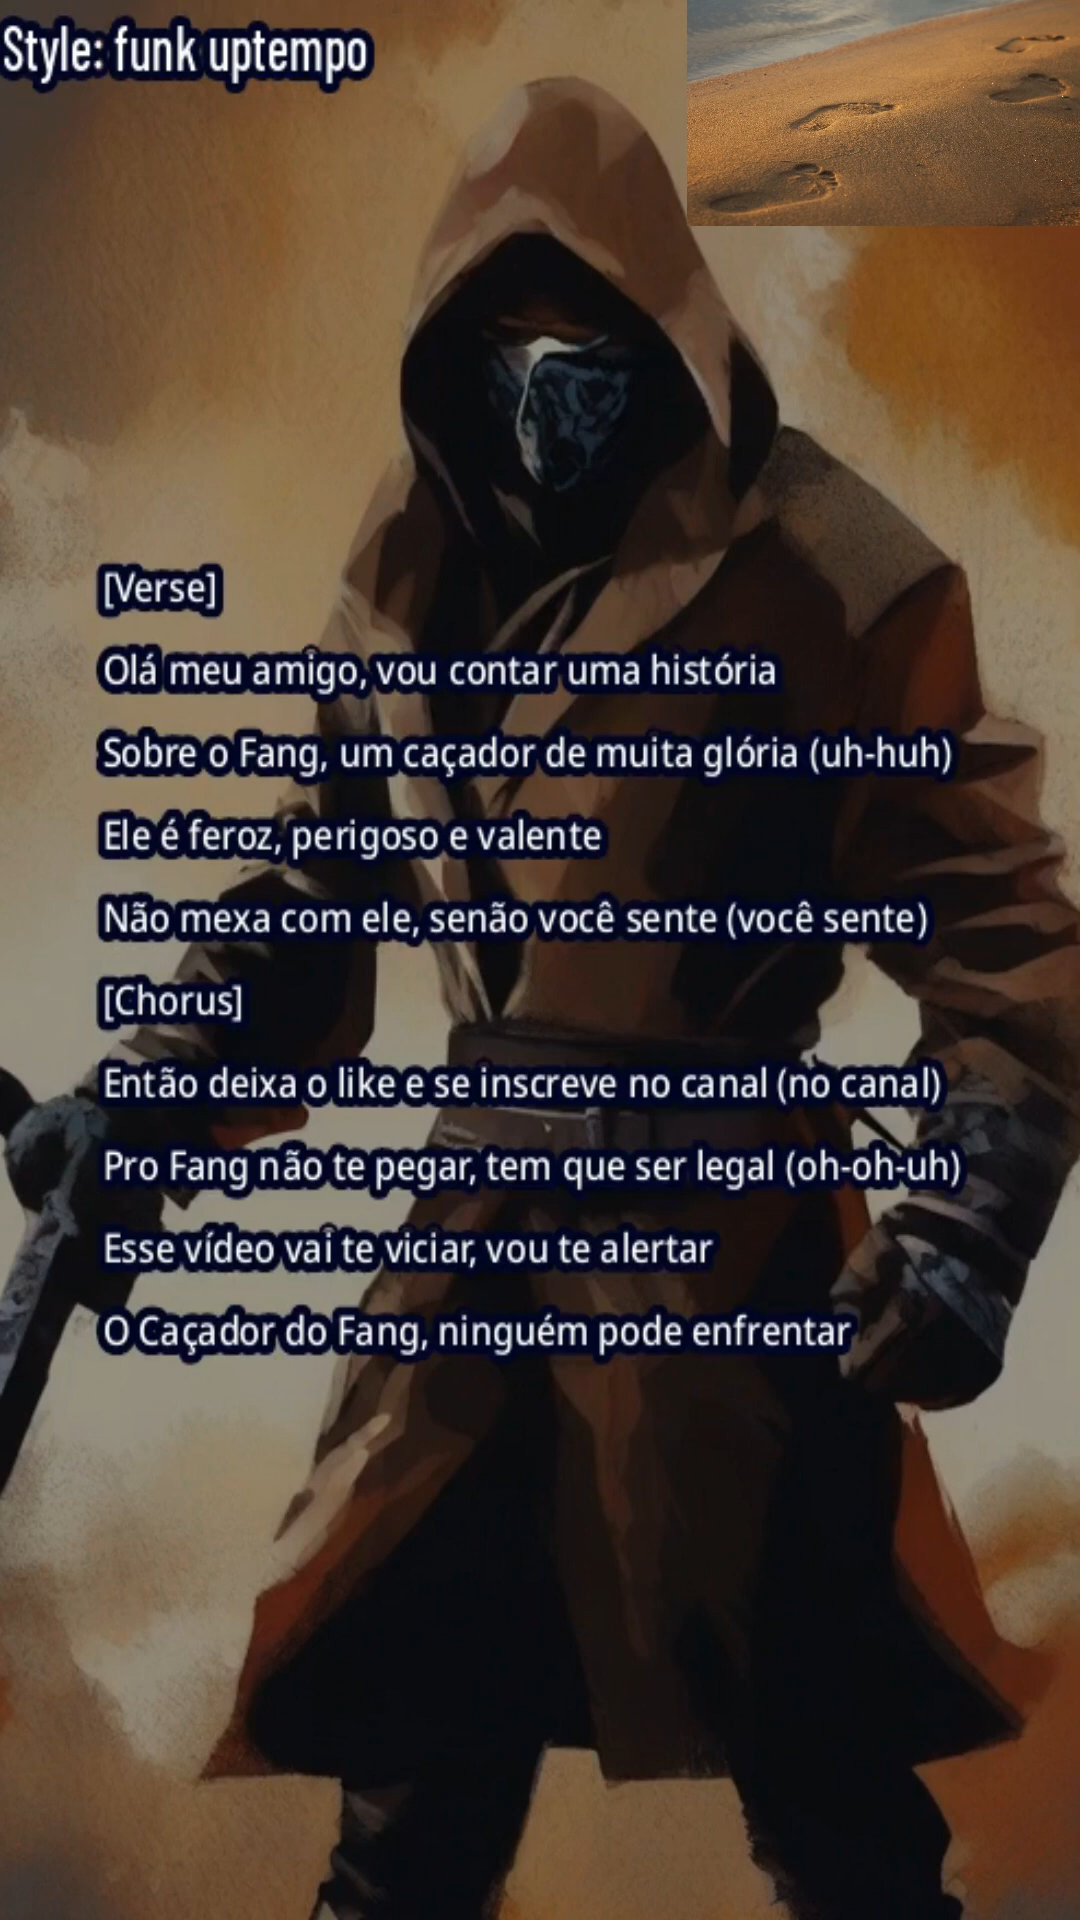 Style: funk uptempo
[Verse]
Olá meu amigo, vou contar uma história
Sobre o Fang, um caçador de muita glória (uh-huh)
Ele é feroz, perigoso e valente
Não mexa com ele, senão você sente (você sente)
[Chorus]
Então deixa o like e se inscreve no canal (no canal)
Pro Fang não te pegar, tem que ser legal (oh-oh-uh)
Esse vídeo vai te viciar, vou te alertar
O Caçador do Fang, ninguém pode enfrentar